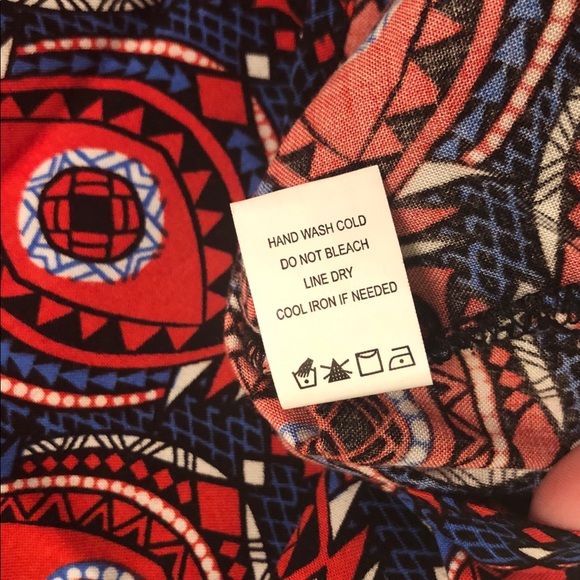 HAND WASH COLD
DO NOT BLEACH
LINE DRY
COOL IRON IF NEEDED